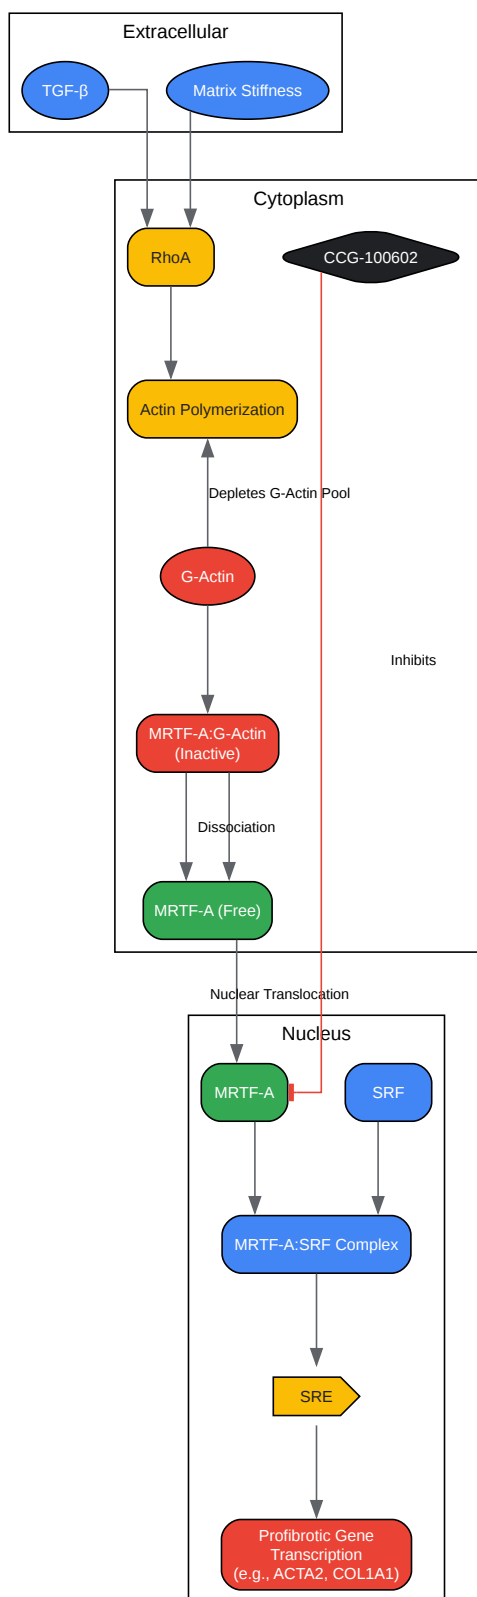 Extracellular
TGF-β
Matrix Stiffness
Cytoplasm
RhoA
CCG-100602
Actin Polymerization
Depletes G-Actin Pool
G-Actin
Inhibits
MRTF-A:G-Actin
(Inactive)
Dissociation
MRTF-A (Free)
Nuclear Translocation
Nucleus
MRTF-A
SRF
MRTF-A:SRF Complex
SRE
Profibrotic Gene
Transcription
(e.g., ACTA2, COL1A1)